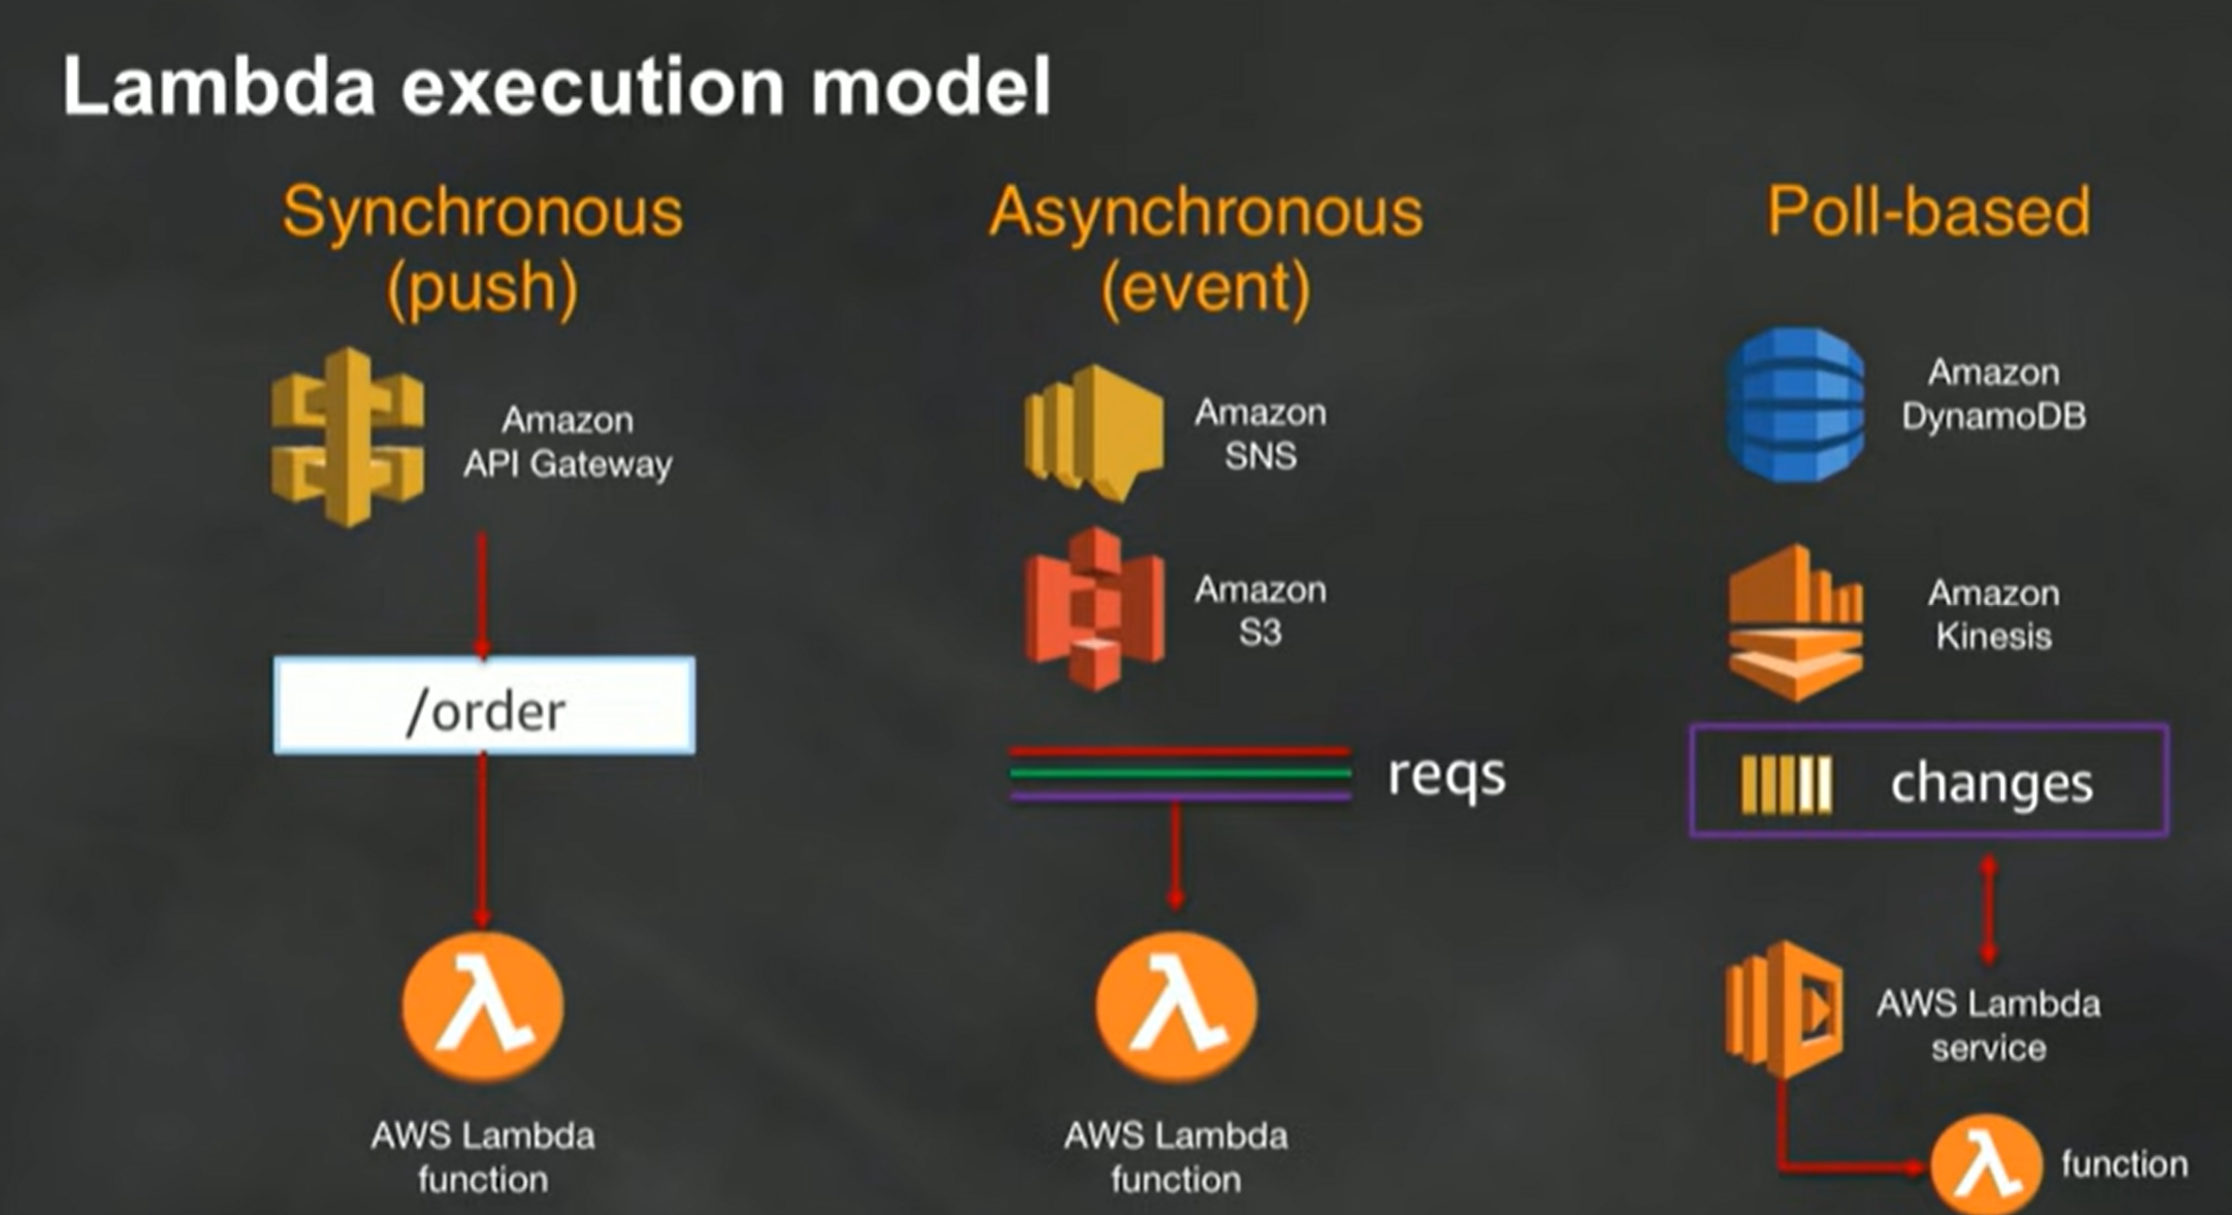 Lambda execution model
Synchronous
(push)
Amazon
API Gateway
/order
AWS Lambda
function
Asynchronous
(event)
Amazon
SNS
Amazon
S3
reqs
AWS Lambda
function
Poll-based
Amazon
DynamoDB
Amazon
Kinesis
changes
AWS Lambda
service
function